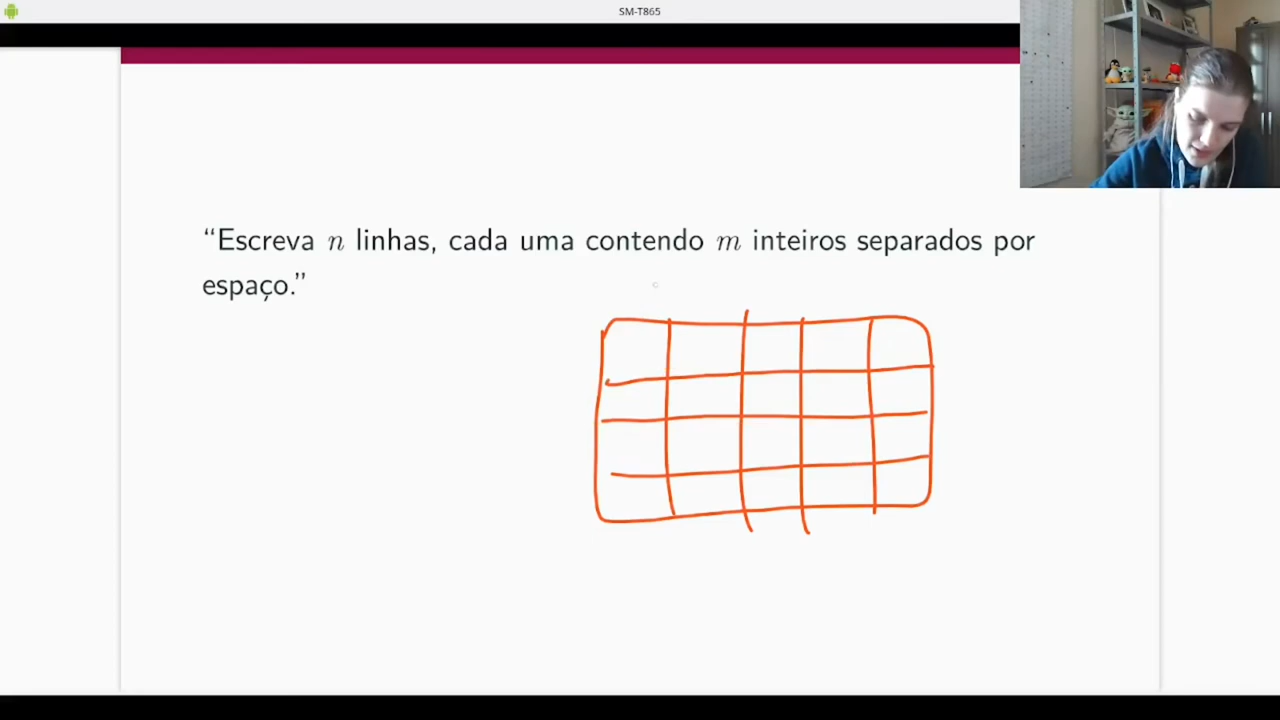 SM-T865
“Escreva n linhas, cada uma contendo m inteiros separados por
espaço.”